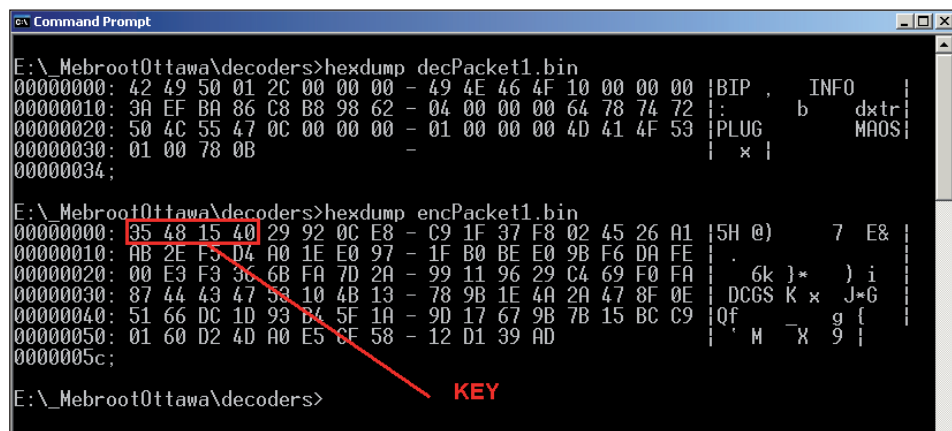 Command Prompt
E:\_MebrootOttawa\decoders>hexdump decPacket1.bin
00000000: 42 49 50 01 2C 00 00 00 - 49 4E 46 4F 10 00 00 00 |BIP , INFO |
00000010: 3A EF BA 86 C8 B8 98 62 - 04 00 00 00 64 78 74 72 |: b dxtr|
00000020: 50 4C 55 47 0C 00 00 00 - 01 00 00 00 4D 41 4F 53 |PLUG MAOS|
00000030: 01 00 78 0B - | x |
00000034;
E:\_MebrootOttawa\decoders>hexdump encPacket1.bin
00000000: 35 48 15 40 29 92 0C E8 - C9 1F 37 F8 02 45 26 A1 |5H @) 7 E& |
00000010: AB 2E F5 D4 A0 1E E0 97 - 1F B0 BE E0 9B F6 DA FE | . |
00000020: 00 E3 F3 36 6B FA 7D 2A - 99 11 96 29 C4 69 F0 FA | 6k }* ) i |
00000030: 87 44 43 47 53 10 4B 13 - 78 9B 1E 4A 2A 47 8F 0E | DCGS K x J*G |
00000040: 51 66 DC 1D 93 B4 5F 1A - 9D 17 67 9B 7B 15 BC C9 |Qf _ g { |
00000050: 01 60 D2 4D A0 E5 CF 58 - 12 D1 39 AD | ` M X 9 |
0000005c;
E:\_MebrootOttawa\decoders>
KEY